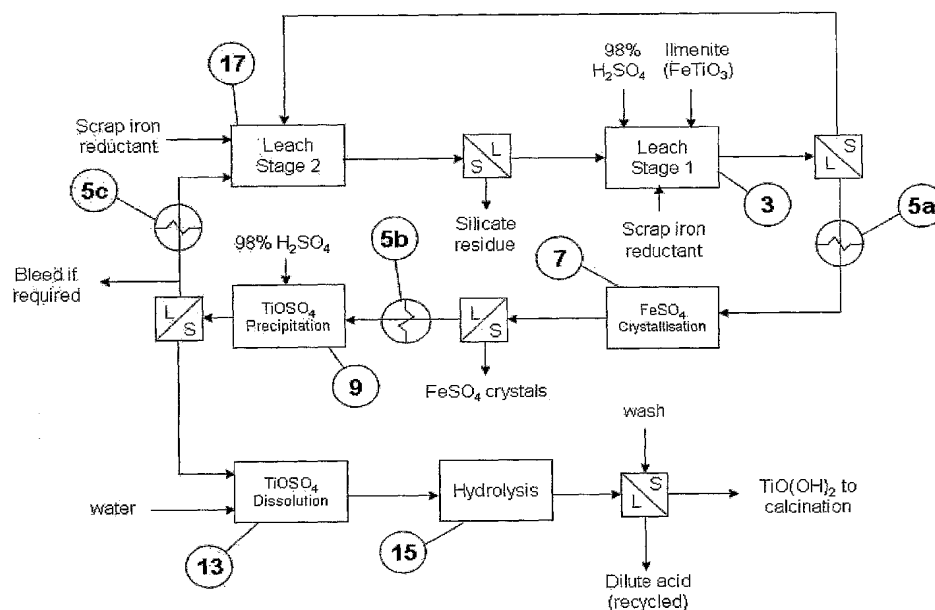 98%
H₂SO₄
Ilmenite
(FeTiO₃)
17
Scrap iron
reductant
Leach
Stage 2
S L
Leach
Stage 1
L S
5c
Silicate
residue
Scrap iron
reductant
3
5a
98% H₂SO₄
5b
7
Bleed if
required
L S
TiOSO₄
Precipitation
L S
FeSO₄
Crystallisation
9
FeSO₄ crystals
wash
water
TiOSO₄
Dissolution
Hydrolysis
L S
TiO(OH)₂ to
calcination
13
15
Dilute acid
(recycled)